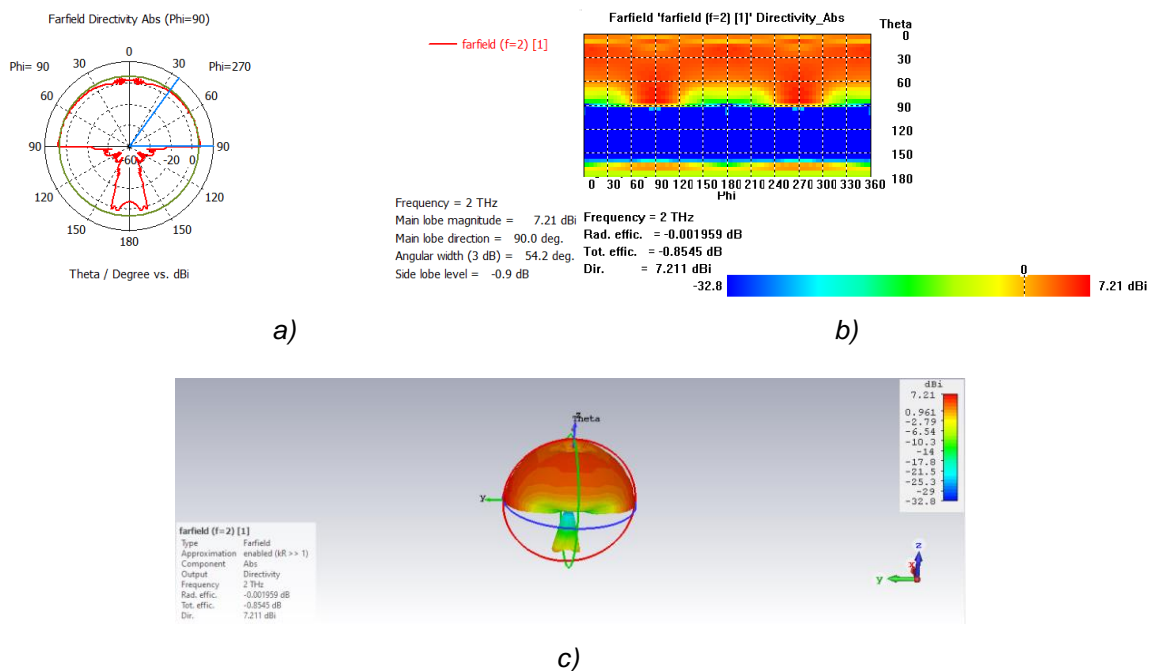 Farfield Directivity Abs (Phi=90)
0
30
30
Phi= 90
Phi=270
60
60
90
-60
-20
0
90
120
120
150
150
180
Theta / Degree vs. dBi
farfield (f=2) [1]
Frequency = 2 THz
Main lobe magnitude = 7.21 dBi
Main lobe direction = 90.0 deg.
Angular width (3 dB) = 54.2 deg.
Side lobe level = -0.9 dB
a)
Farfield 'farfield (f=2) [1]' Directivity_Abs
Theta
0
30
60
90
120
150
180
0 30 60 90 120 150 180 210 240 270 300 330 360
Phi
Frequency = 2 THz
Rad. effic. = -0.001959 dB
Tot. effic. = -0.8545 dB
Dir. = 7.211 dBi
0
-32.8
7.21 dBi
b)
z
Theta
y
dBi
7.21
0.961
-2.79
-6.54
-10.3
-14
-17.8
-21.5
-25.3
-29
-32.8
farfield (f=2) [1]
Type Farfield
Approximation enabled (kR >> 1)
Component Abs
Output Directivity
Frequency 2 THz
Rad. effic. -0.001959 dB
Tot. effic. -0.8545 dB
Dir. 7.211 dBi
z
x
y
c)